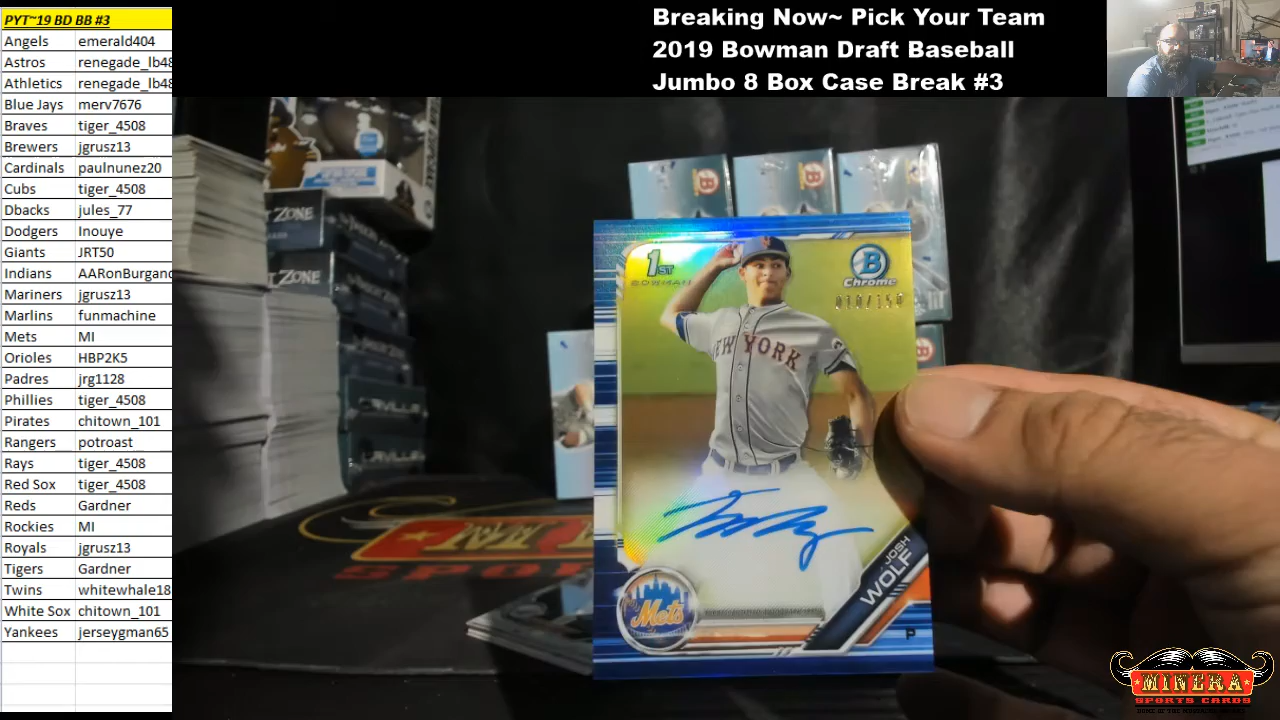 PYT~19 BD BB #3
Angels emerald404
Astros renegade_lb48
Athletics renegade_lb48
Blue Jays merv7676
Braves tiger_4508
Brewers jgrusz13
Cardinals paulnunez20
Cubs tiger_4508
Dbacks jules_77
Dodgers Inouye
Giants JRT50
Indians AARonBurgand
Mariners jgrusz13
Marlins funmachine
Mets MI
Orioles HBP2K5
Padres jrg1128
Phillies tiger_4508
Pirates chitown_101
Rangers potroast
Rays tiger_4508
Red Sox tiger_4508
Reds Gardner
Rockies MI
Royals jgrusz13
Tigers Gardner
Twins whitewhale18
White Sox chitown_101
Yankees jerseygman65
Breaking Now~ Pick Your Team
2019 Bowman Draft Baseball
Jumbo 8 Box Case Break #3
1ST
BOWMAN
B
Chrome
010/150
EW YORK
Mets
JOSH
WOLF
P
MINERA
SPORTS CARDS